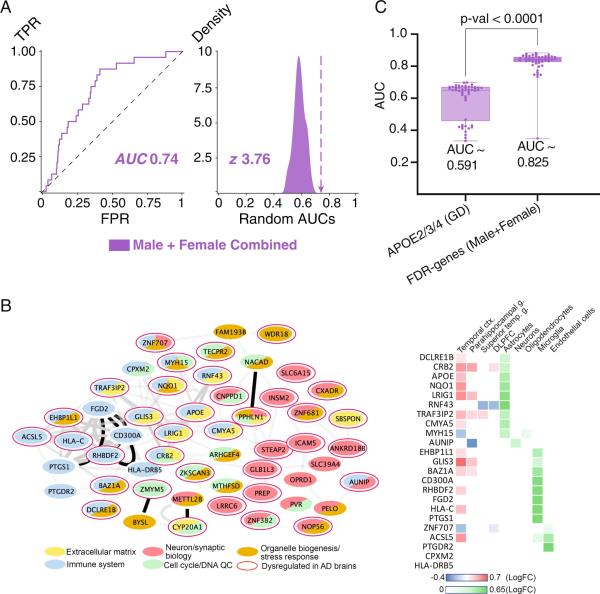 A
TPR
1.00
0.75
0.50
0.25
AUC 0.74
0 0.25 0.50 0.75 1
FPR
Density
10
7.5
5.0
2.5
z 3.76
0 0.2 0.4 0.6 0.8 1
Random AUCs
Male + Female Combined
C
p-val < 0.0001
AUC
1.0
0.8
0.6
0.4
0.2
AUC ~
0.591
AUC ~
0.825
APOE2/3/4 (GD)
FDR-genes (Male+Female)
B
FAM193B
WDR18
ZNF707
TECPR2
CPXM2
MYH15
NACAD
RNF43
SLC6A15
TRAF3IP2
NQO1
CNPPD1
INSM2
CXADR
FGD2
EHBP1L1
GLIS3
APOE
PPHLN1
ZNF681
SBSPON
ACSL5
HLA-C
CD300A
LRIG1
CMYA5
STEAP2
ICAM5
ANKRD18B
RHBDF2
CRB2
ARHGEF4
PTGS1
HLA-DRB5
ZKSCAN3
GLB1L3
SLC39A4
PTGDR2
BAZ1A
ZMYM5
MTHFSD
PREP
OPRD1
AUNIP
METTL2B
LRRC6
PVR
PELO
DCLRE1B
BYSL
CYP20A1
ZNF382
NOP56
Extracellular matrix
Neuron/synaptic
biology
Organelle biogenesis/
stress response
Immune system
Cell cycle/DNA QC
Dysregulated in AD brains
Temporal ctx.
Parahippocampal g.
Superior temp. g.
DLPFC
Astrocytes
Neurons
Oligodendrocytes
Microglia
Endothelial cells
DCLRE1B
CRB2
APOE
NQO1
LRIG1
RNF43
TRAF3IP2
CMYA5
MYH15
AUNIP
EHBP1L1
GLIS3
BAZ1A
CD300A
RHBDF2
FGD2
HLA-C
PTGS1
ZNF707
ACSL5
PTGDR2
CPXM2
HLA-DRB5
-0.4 0.7 (LogFC)
0 0.65(LogFC)